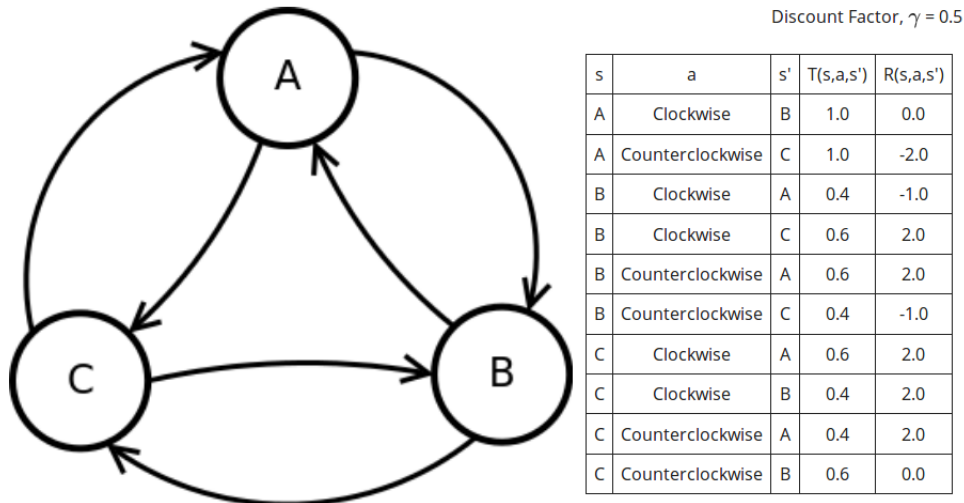 Discount Factor, γ = 0.5
A
C
B
s a s' T(s,a,s') R(s,a,s')
A Clockwise B 1.0 0.0
A Counterclockwise C 1.0 -2.0
B Clockwise A 0.4 -1.0
B Clockwise C 0.6 2.0
B Counterclockwise A 0.6 2.0
B Counterclockwise C 0.4 -1.0
C Clockwise A 0.6 2.0
C Clockwise B 0.4 2.0
C Counterclockwise A 0.4 2.0
C Counterclockwise B 0.6 0.0